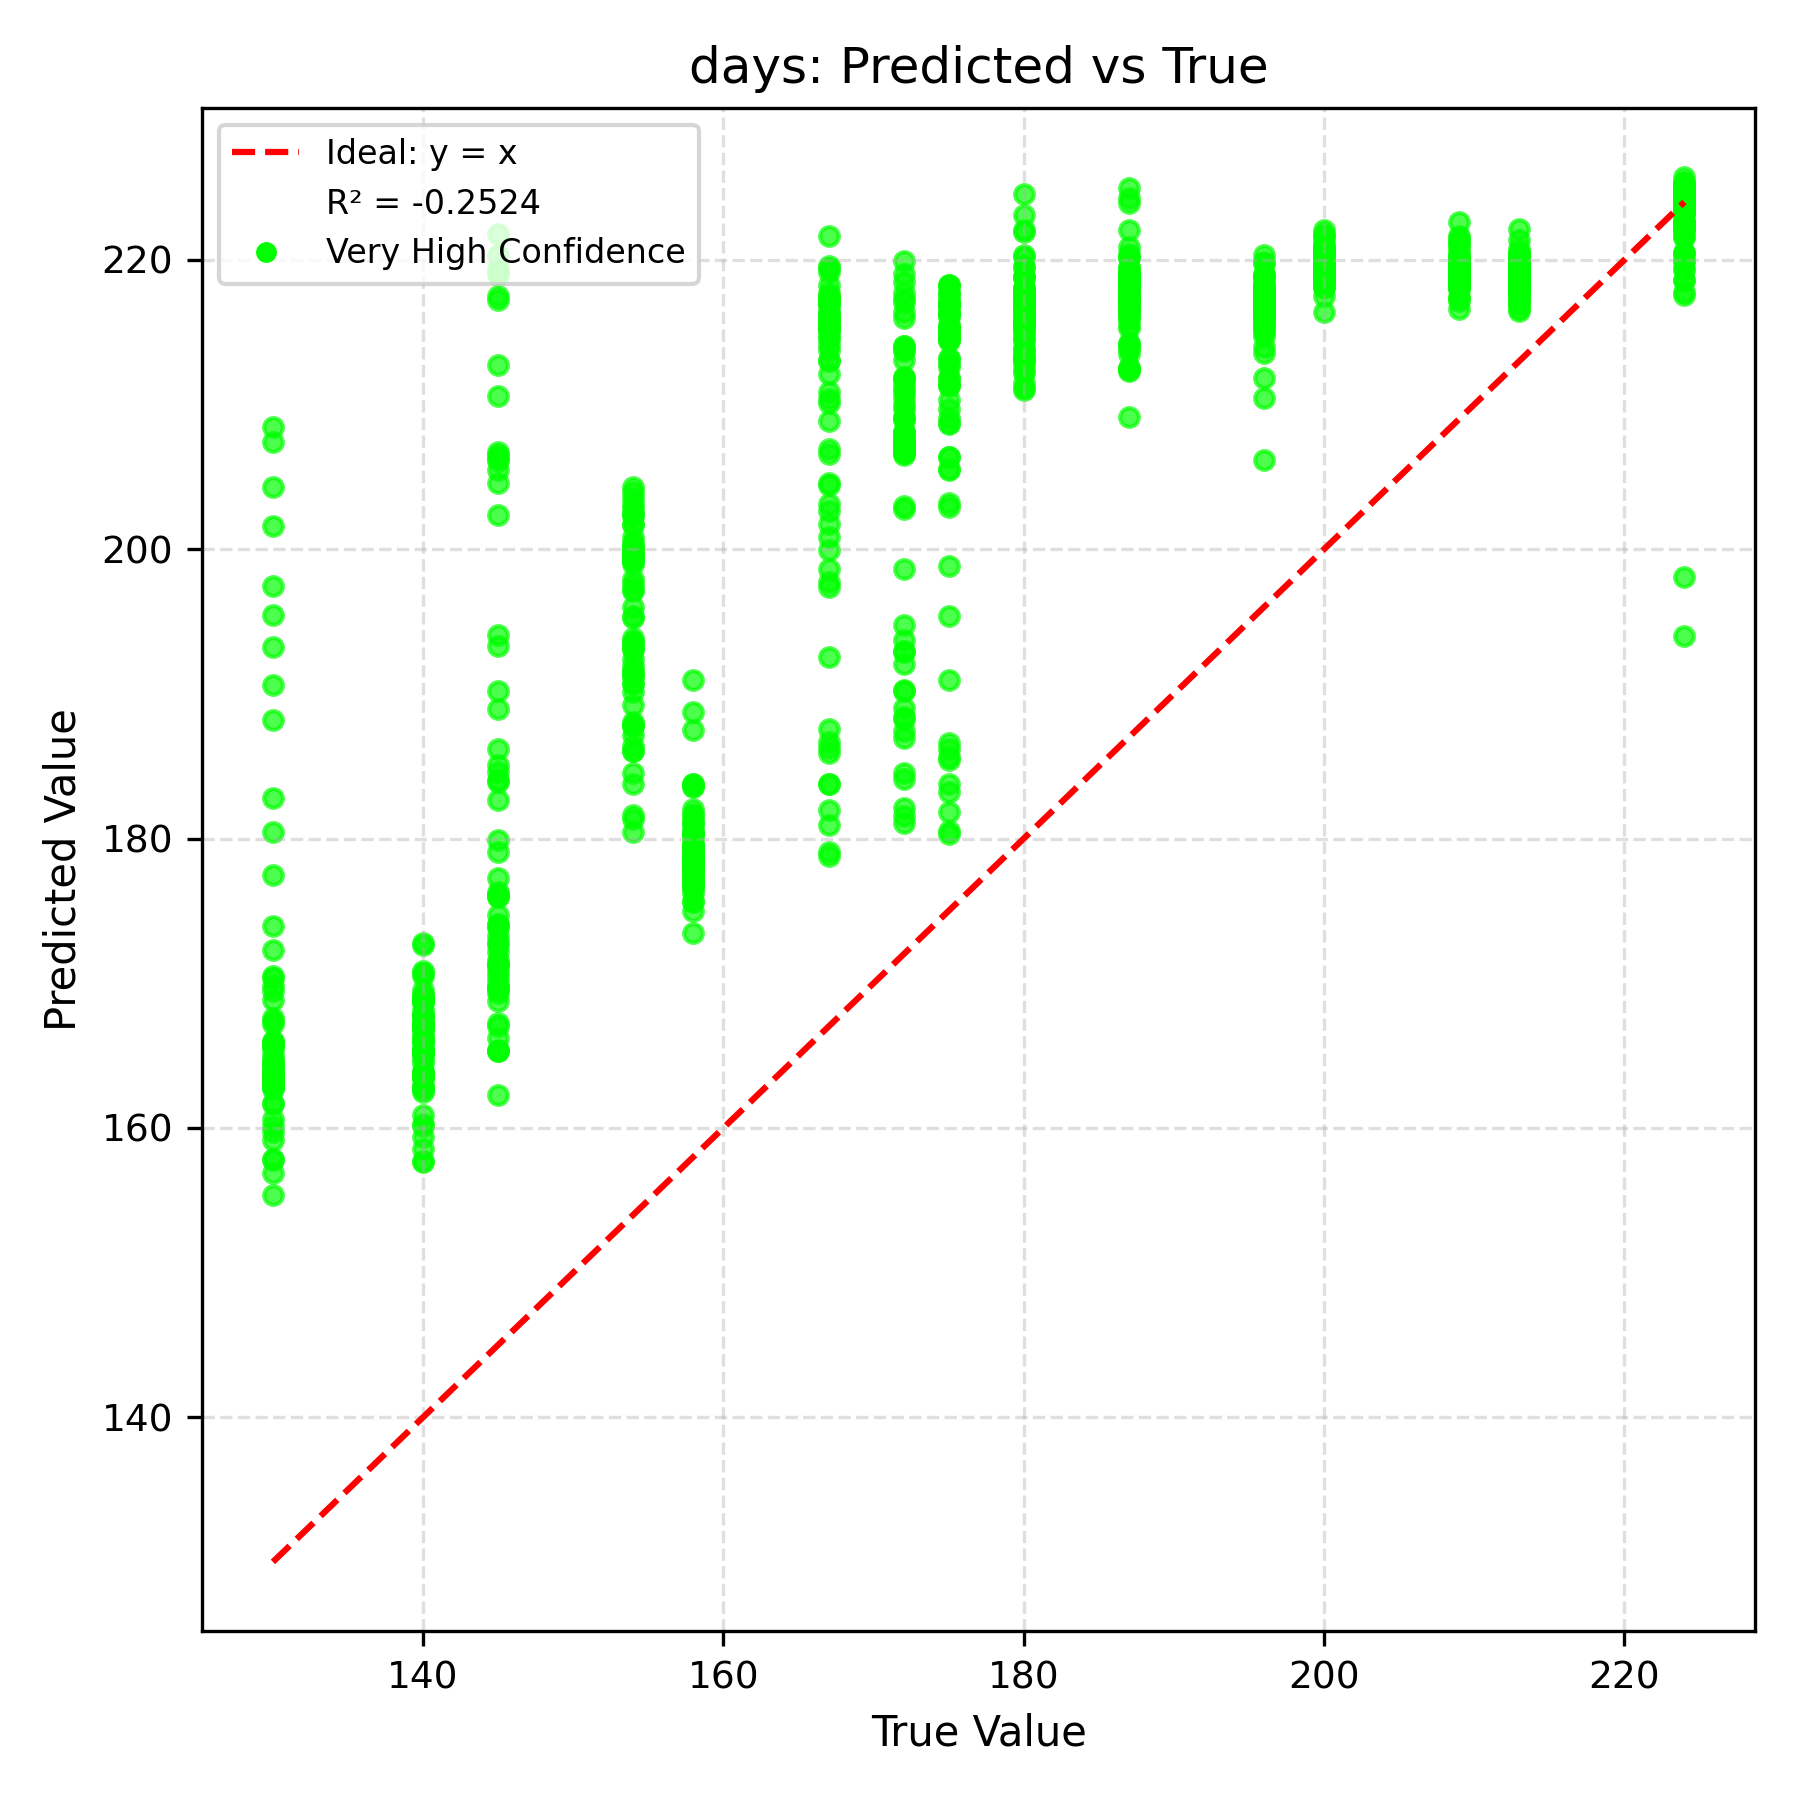 days: Predicted vs True
Ideal: y = x
R² = -0.2524
Very High Confidence
Predicted Value
220
200
180
160
140
140 160 180 200 220
True Value